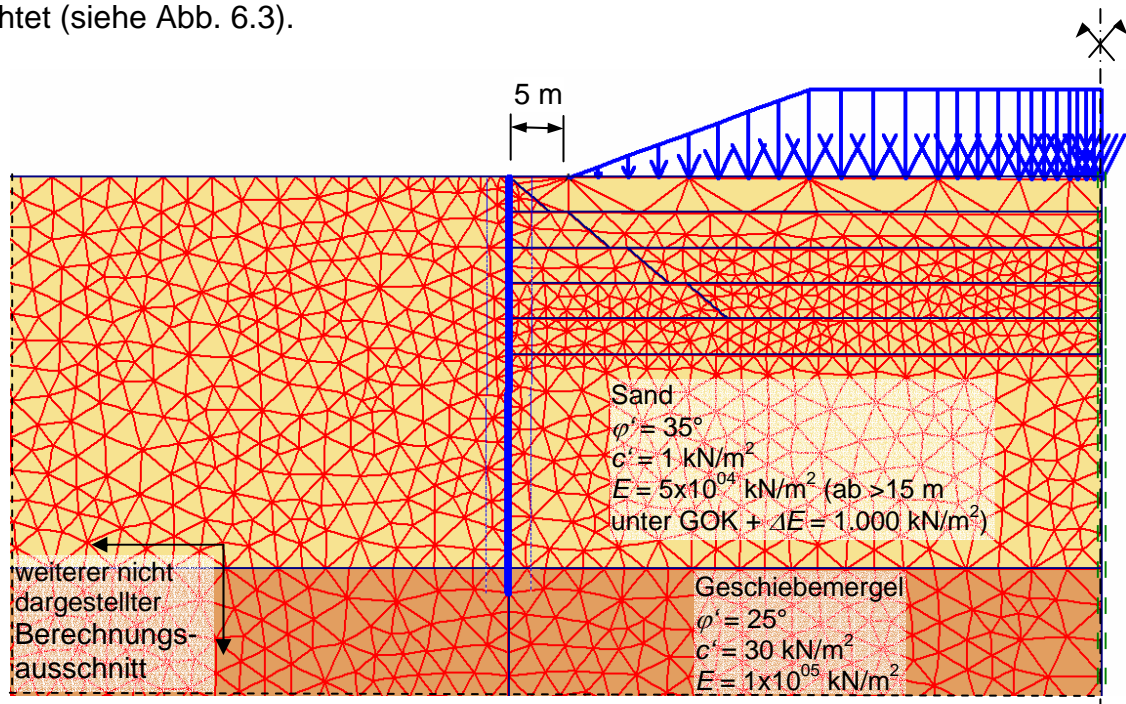 htet (siehe Abb. 6.3).
5 m
Sand
φ‘ = 35°
c‘ = 1 kN/m²
E = 5x10⁰⁴ kN/m² (ab >15 m
unter GOK + ΔE = 1.000 kN/m²)
weiterer nicht
dargestellter
Berechnungs-
ausschnitt
Geschiebemergel
φ‘ = 25°
c‘ = 30 kN/m²
E = 1x10⁰⁵ kN/m²